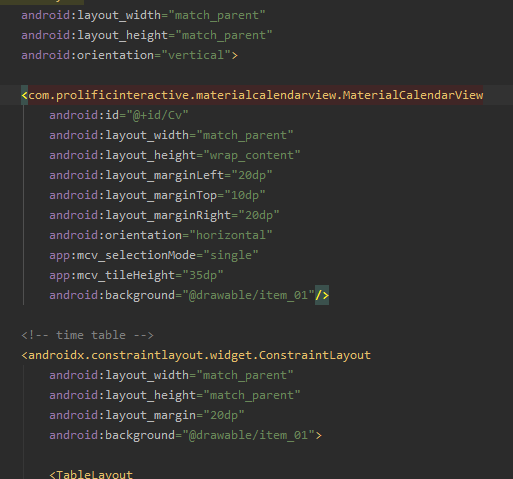 android:layout_width="match_parent"
android:layout_height="match_parent"
android:orientation="vertical">
<com.prolificinteractive.materialcalendarview.MaterialCalendarView
android:id="@+id/Cv"
android:layout_width="match_parent"
android:layout_height="wrap_content"
android:layout_marginLeft="20dp"
android:layout_marginTop="10dp"
android:layout_marginRight="20dp"
android:orientation="horizontal"
app:mcv_selectionMode="single"
app:mcv_tileHeight="35dp"
android:background="@drawable/item_01"/>
<!-- time table -->
<androidx.constraintlayout.widget.ConstraintLayout
android:layout_width="match_parent"
android:layout_height="match_parent"
android:layout_margin="20dp"
android:background="@drawable/item_01">
<TableLayout